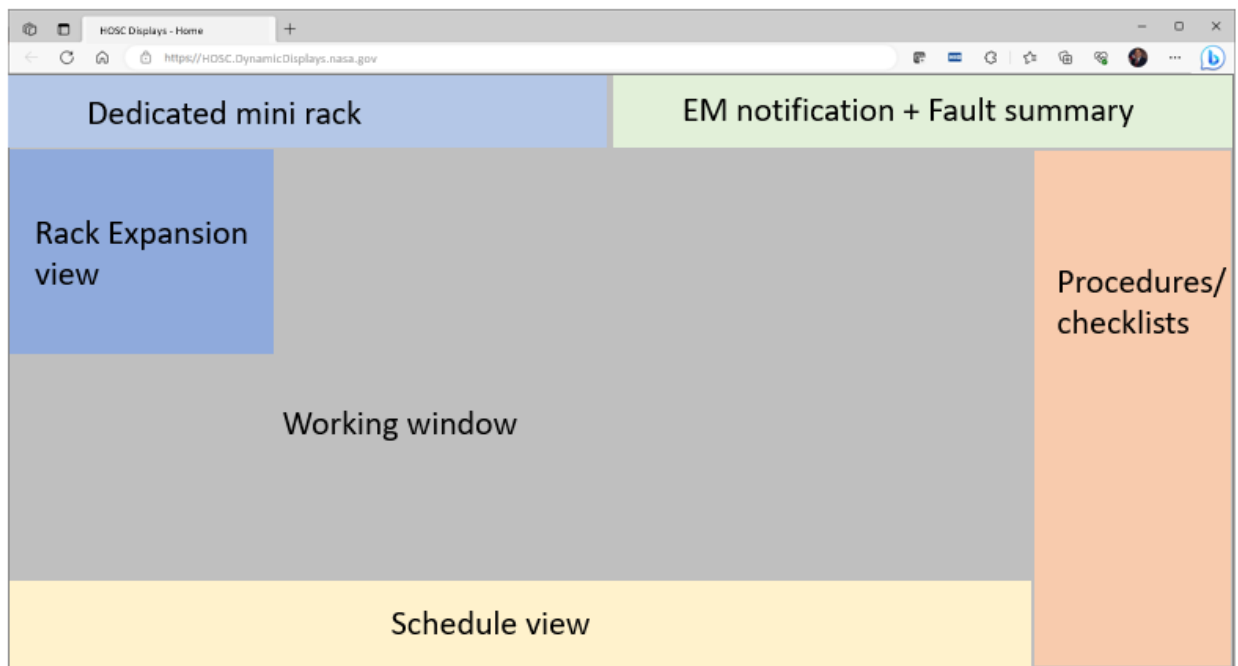 HOSC Displays - Home
https://HOSC.DynamicDisplays.nasa.gov
Dedicated mini rack
EM notification + Fault summary
Rack Expansion
view
Procedures/
checklists
Working window
Schedule view